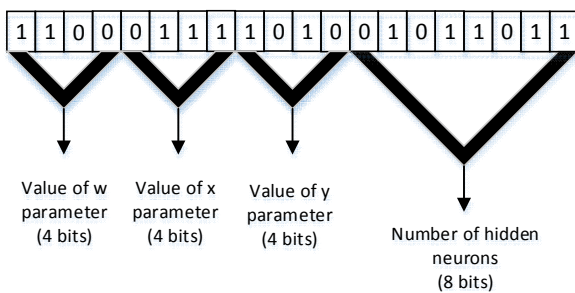 1 1 0 0 0 1 1 1 1 0 1 0 0 1 0 1 1 0 1 1
Value of w
parameter
(4 bits)
Value of x
parameter
(4 bits)
Value of y
parameter
(4 bits)
Number of hidden
neurons
(8 bits)